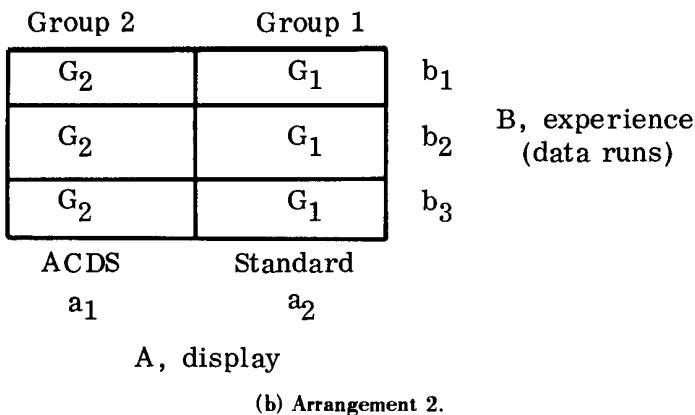 Group 2 Group 1
G2 G1 b1
G2 G1 b2
B, experience
(data runs)
G2 G1 b3
ACDS Standard
a1 a2
A, display
(b) Arrangement 2.